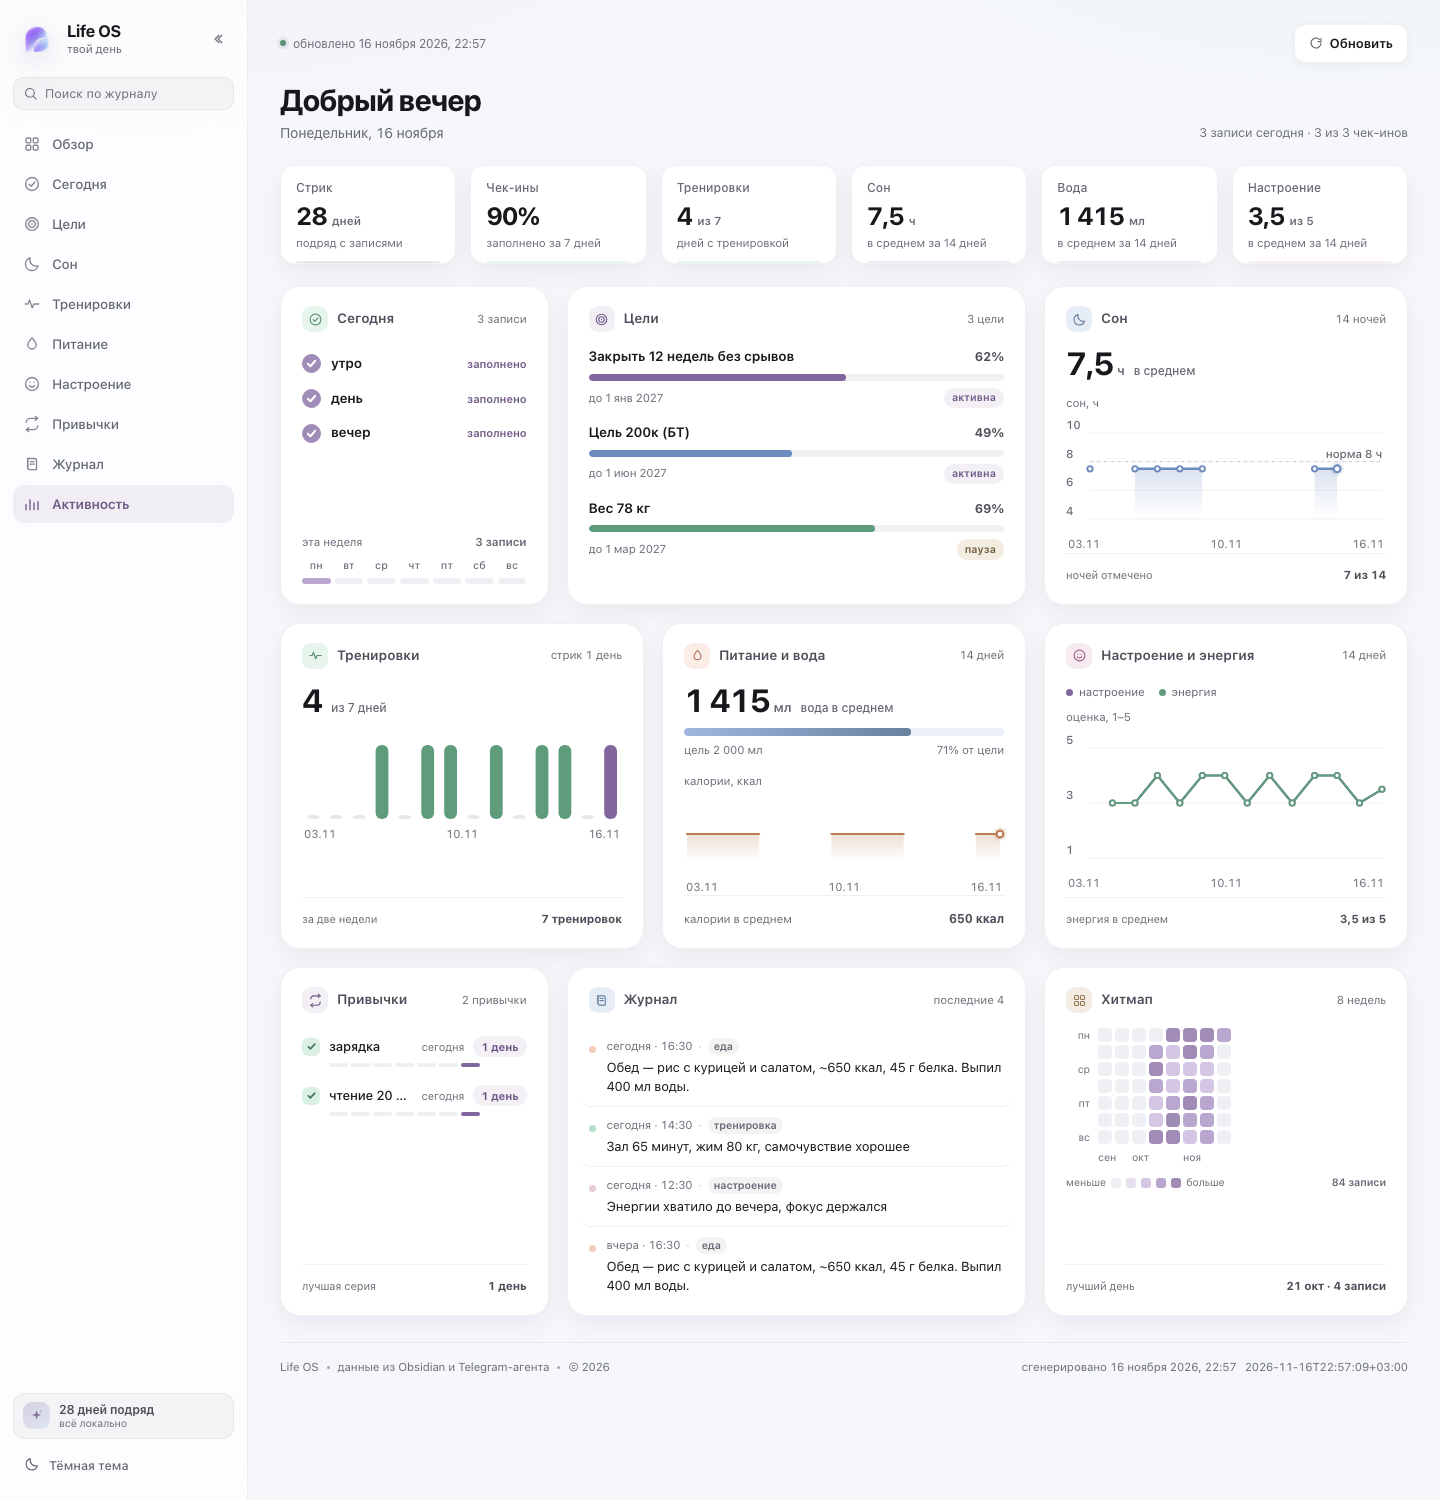 Life OS
твой день
Поиск по журналу
Обзор
Сегодня
Цели
Сон
Тренировки
Питание
Настроение
Привычки
Журнал
Активность
28 дней подряд
всё локально
Тёмная тема
обновлено 16 ноября 2026, 22:57
Обновить
Добрый вечер
Понедельник, 16 ноября
3 записи сегодня · 3 из 3 чек-инов
Стрик
28 дней
подряд с записями
Чек-ины
90%
заполнено за 7 дней
Тренировки
4 из 7
дней с тренировкой
Сон
7,5 ч
в среднем за 14 дней
Вода
1 415 мл
в среднем за 14 дней
Настроение
3,5 из 5
в среднем за 14 дней
Сегодня 3 записи
утро заполнено
день заполнено
вечер заполнено
эта неделя 3 записи
пн вт ср чт пт сб вс
Цели 3 цели
Закрыть 12 недель без срывов 62%
до 1 янв 2027 активна
Цель 200к (БТ) 49%
до 1 июн 2027 активна
Вес 78 кг 69%
до 1 мар 2027 пауза
Сон 14 ночей
7,5 ч в среднем
сон, ч
10
8 норма 8 ч
6
4
03.11 10.11 16.11
ночей отмечено 7 из 14
Тренировки стрик 1 день
4 из 7 дней
03.11 10.11 16.11
за две недели 7 тренировок
Питание и вода 14 дней
1 415 мл вода в среднем
цель 2 000 мл 71% от цели
калории, ккал
03.11 10.11 16.11
калории в среднем 650 ккал
Настроение и энергия 14 дней
настроение энергия
оценка, 1–5
5
3
1
03.11 10.11 16.11
энергия в среднем 3,5 из 5
Привычки 2 привычки
зарядка сегодня 1 день
чтение 20 ... сегодня 1 день
лучшая серия 1 день
Журнал последние 4
сегодня · 16:30 · еда
Обед — рис с курицей и салатом, ~650 ккал, 45 г белка. Выпил
400 мл воды.
сегодня · 14:30 · тренировка
Зал 65 минут, жим 80 кг, самочувствие хорошее
сегодня · 12:30 · настроение
Энергии хватило до вечера, фокус держался
вчера · 16:30 · еда
Обед — рис с курицей и салатом, ~650 ккал, 45 г белка. Выпил
400 мл воды.
Хитмап 8 недель
пн
ср
пт
вс
сен окт ноя
меньше больше 84 записи
лучший день 21 окт · 4 записи
Life OS • данные из Obsidian и Telegram-агента • © 2026
сгенерировано 16 ноября 2026, 22:57 2026-11-16T22:57:09+03:00